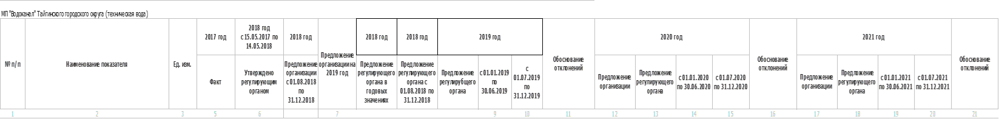 МП "Водоканал" Тайгинского городского округа (техническая вода)
№ п/п
Наименование показателя
Ед. изм.
2017 год
Факт
2018 год
с 15.05.2017 по
14.05.2018
Утверждено
регулирующим
органом
2018 год
Предложение
организации
с 01.08.2018
по
31.12.2018
Предложение
организации на
2019 год
2018 год
Предложение
регулирующего
органа в
годовых
значениях
2018 год
Предложение
регулирующего
органа с
01.08.2018 по
31.12.2018
2019 год
Предложение
регулирубщего
органа
с 01.01.2019
по
30.06.2019
с
01.07.2019
по
31.12.2019
Обоснование
отклонений
2020 год
Предложение
организации
Предложение
регулирующего
органа
с 01.01.2020
по 30.06.2020
с 01.07.2020
по 31.12.2020
Обоснование
отклонений
2021 год
Предложение
организации
Предложение
регулирующего
органа
с 01.01.2021
по 30.06.2021
с 01.07.2021
по 31.12.2021
Обоснование
отклонений
1 2 3 5 6 7 9 10 11 12 13 14 15 16 17 18 19 20 21